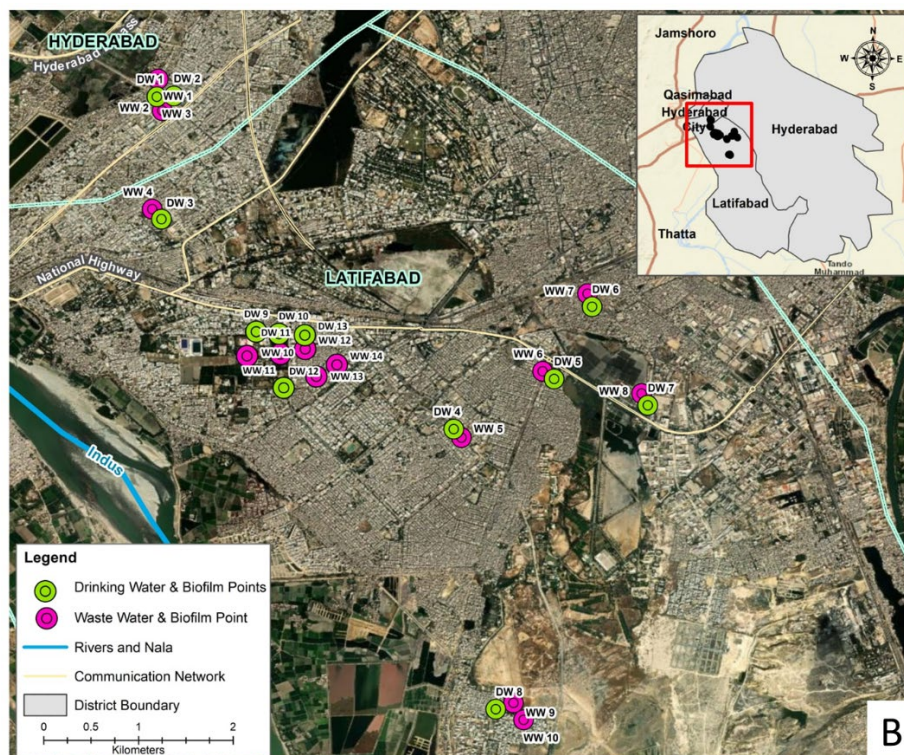 HYDERABAD
Hyderabad Bypass
DW 1
DW 2
WW 1
WW 2
WW 3
WW 4
DW 3
National Highway
LATIFABAD
WW 7
DW 6
DW 9
DW 10
DW 11
DW 13
WW 12
WW 10
WW 14
WW 11
DW 12
WW 13
WW 6
DW 5
WW 8
DW 7
DW 4
WW 5
Indus
DW 8
WW 9
WW 10
Jamshoro
N
W
E
S
Qasimabad
Hyderabad
City
Hyderabad
Latifabad
Thatta
Tando
Muhammad
Legend
Drinking Water & Biofilm Points
Waste Water & Biofilm Point
Rivers and Nala
Communication Network
District Boundary
0 0.5 1 2
Kilometers
B